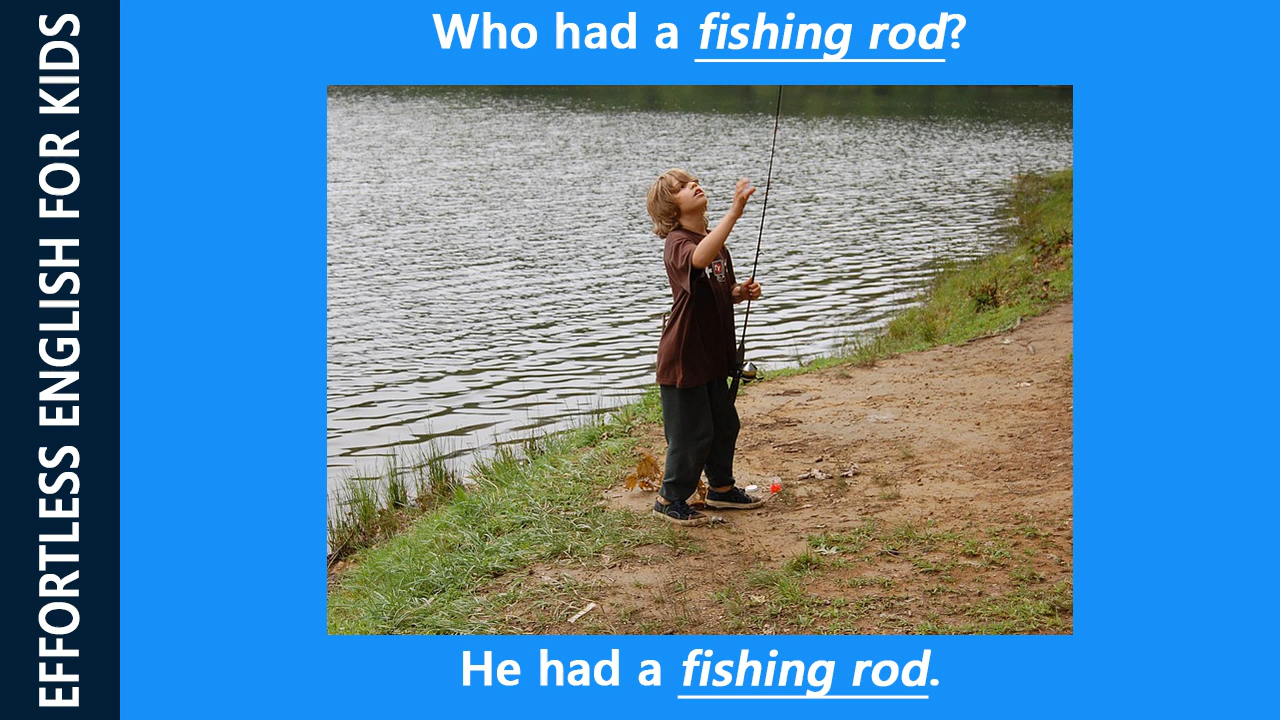 EFFORTLESS ENGLISH FOR KIDS
Who had a fishing rod?
He had a fishing rod.